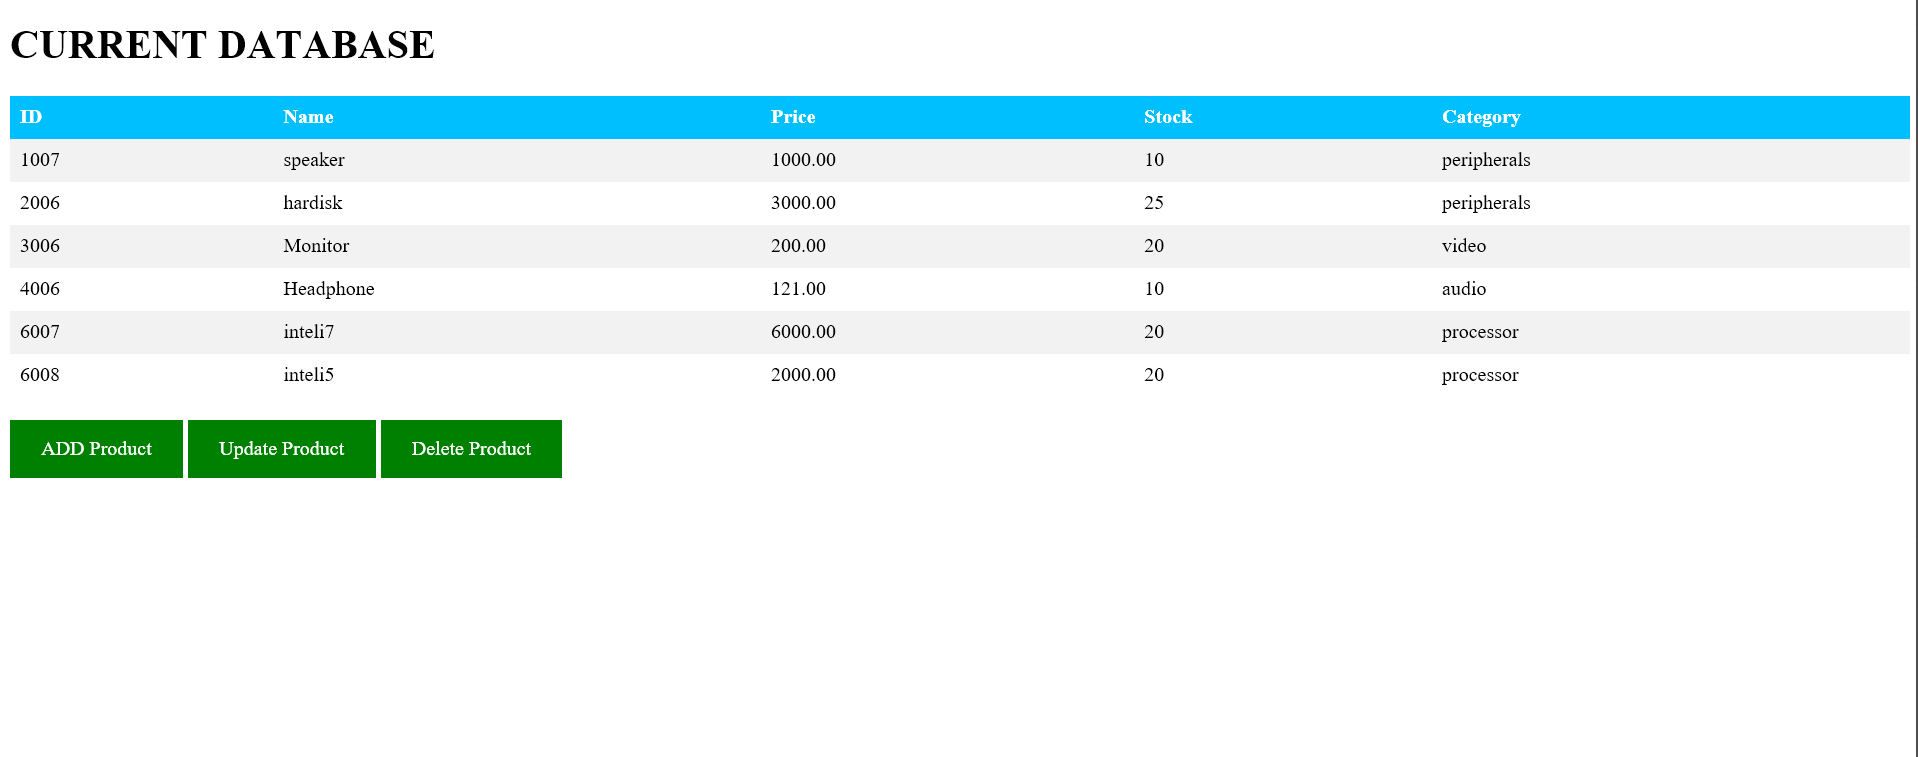 CURRENT DATABASE
ID Name Price Stock Category
1007 speaker 1000.00 10 peripherals
2006 hardisk 3000.00 25 peripherals
3006 Monitor 200.00 20 video
4006 Headphone 121.00 10 audio
6007 inteli7 6000.00 20 processor
6008 inteli5 2000.00 20 processor
ADD Product Update Product Delete Product